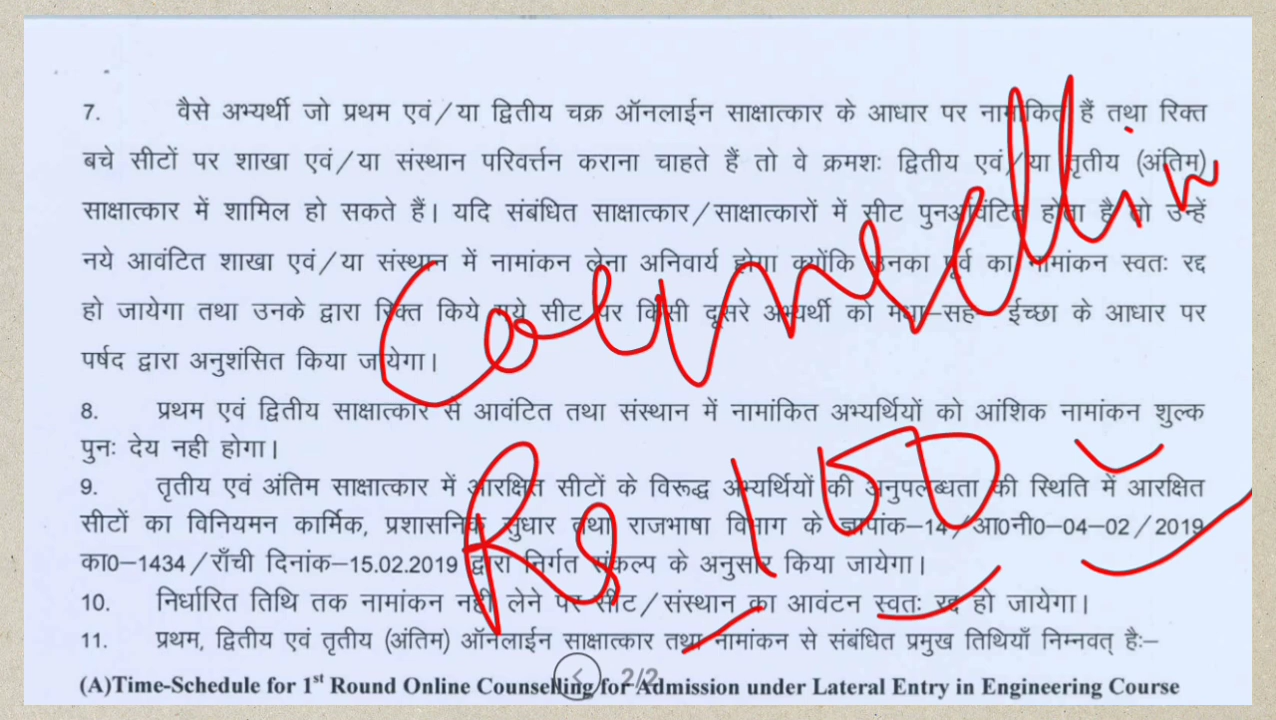 7. वैसे अभ्यर्थी जो प्रथम एवं/या द्वितीय चक्र ऑनलाईन साक्षात्कार के आधार पर नामांकित हैं तथा रिक्त
बचे सीटों पर शाखा एवं/या संस्थान परिवर्त्तन कराना चाहते हैं तो वे क्रमशः द्वितीय एवं/या तृतीय (अंतिम)
साक्षात्कार में शामिल हो सकते हैं। यदि संबंधित साक्षात्कार/साक्षात्कारों में सीट पुनआवंटित होता है तो उन्हें
नये आवंटित शाखा एवं/या संस्थान में नामांकन लेना अनिवार्य होगा क्योंकि उनका पूर्व का नामांकन स्वतः रद्द
हो जायेगा तथा उनके द्वारा रिक्त किये गये सीट पर किसी दूसरे अभ्यर्थी को मेधा–सह– ईच्छा के आधार पर
पर्षद द्वारा अनुशंसित किया जायेगा।
8. प्रथम एवं द्वितीय साक्षात्कार से आवंटित तथा संस्थान में नामांकित अभ्यर्थियों को आंशिक नामांकन शुल्क
पुनः देय नही होगा।
9. तृतीय एवं अंतिम साक्षात्कार में आरक्षित सीटों के विरूद्ध अभ्यर्थियों की अनुपलब्धता की स्थिति में आरक्षित
सीटों का विनियमन कार्मिक, प्रशासनिक सुधार तथा राजभाषा विभाग के ज्ञापांक–14/आ0नी0–04–02/2019
का0–1434/राँची दिनांक–15.02.2019 द्वारा निर्गत संकल्प के अनुसार किया जायेगा।
10. निर्धारित तिथि तक नामांकन नही लेने पर सीट/संस्थान का आवंटन स्वतः रद्द हो जायेगा।
11. प्रथम, द्वितीय एवं तृतीय (अंतिम) ऑनलाईन साक्षात्कार तथा नामांकन से संबंधित प्रमुख तिथियाँ निम्नवत् हैः–
(A)Time-Schedule for 1st Round Online Counselling for Admission under Lateral Entry in Engineering Course
2/2
Rs 100